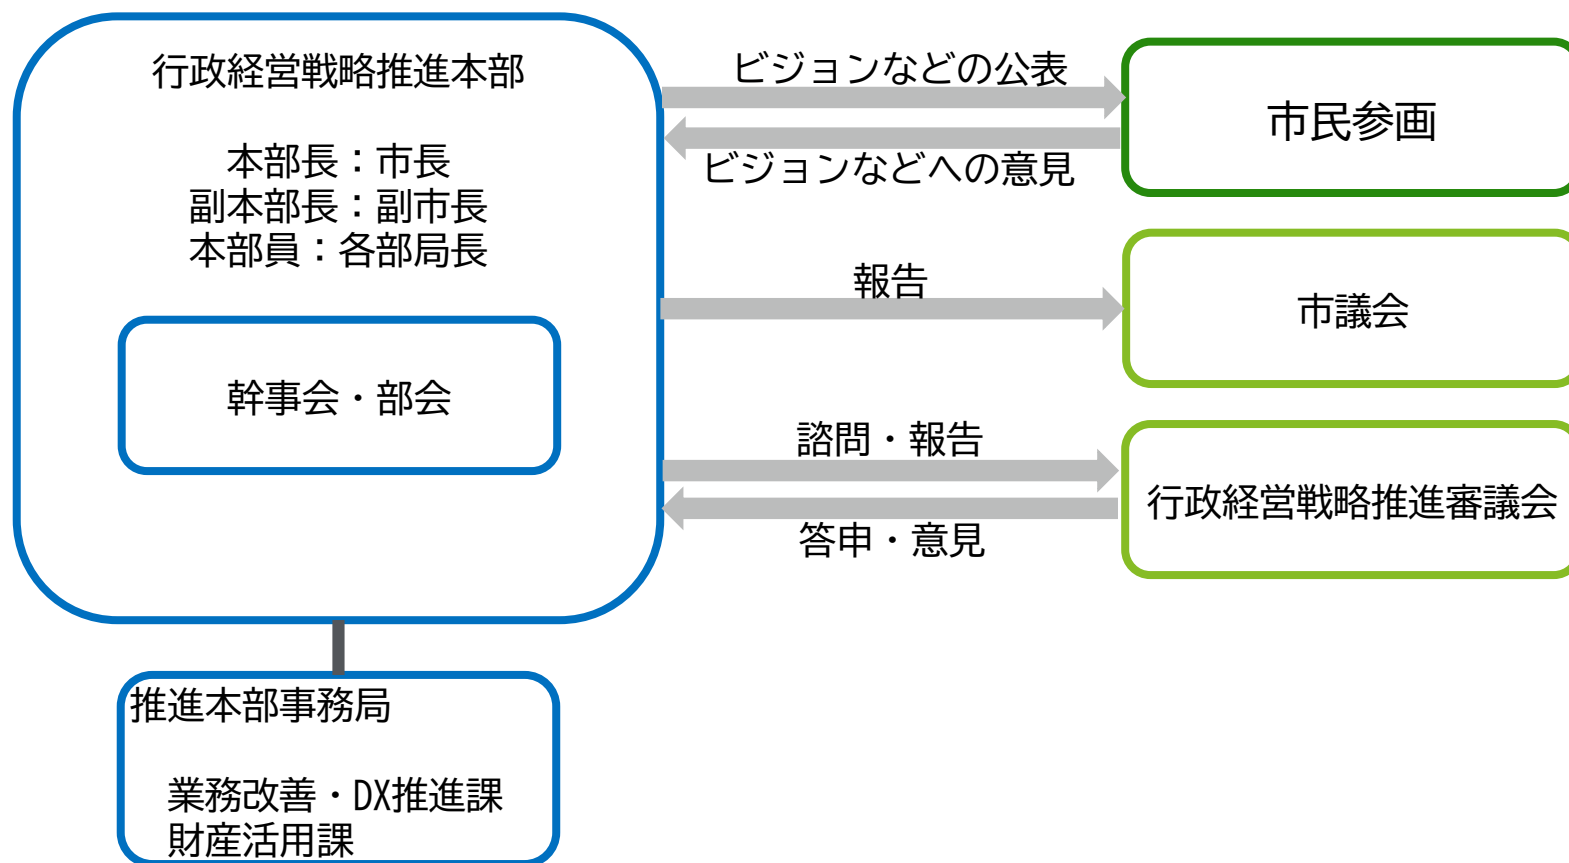 行政経営戦略推進本部
本部長：市長
副本部長：副市長
本部員：各部局長
幹事会・部会
推進本部事務局
業務改善・DX推進課
財産活用課
ビジョンなどの公表
ビジョンなどへの意見
報告
諮問・報告
答申・意見
市民参画
市議会
行政経営戦略推進審議会